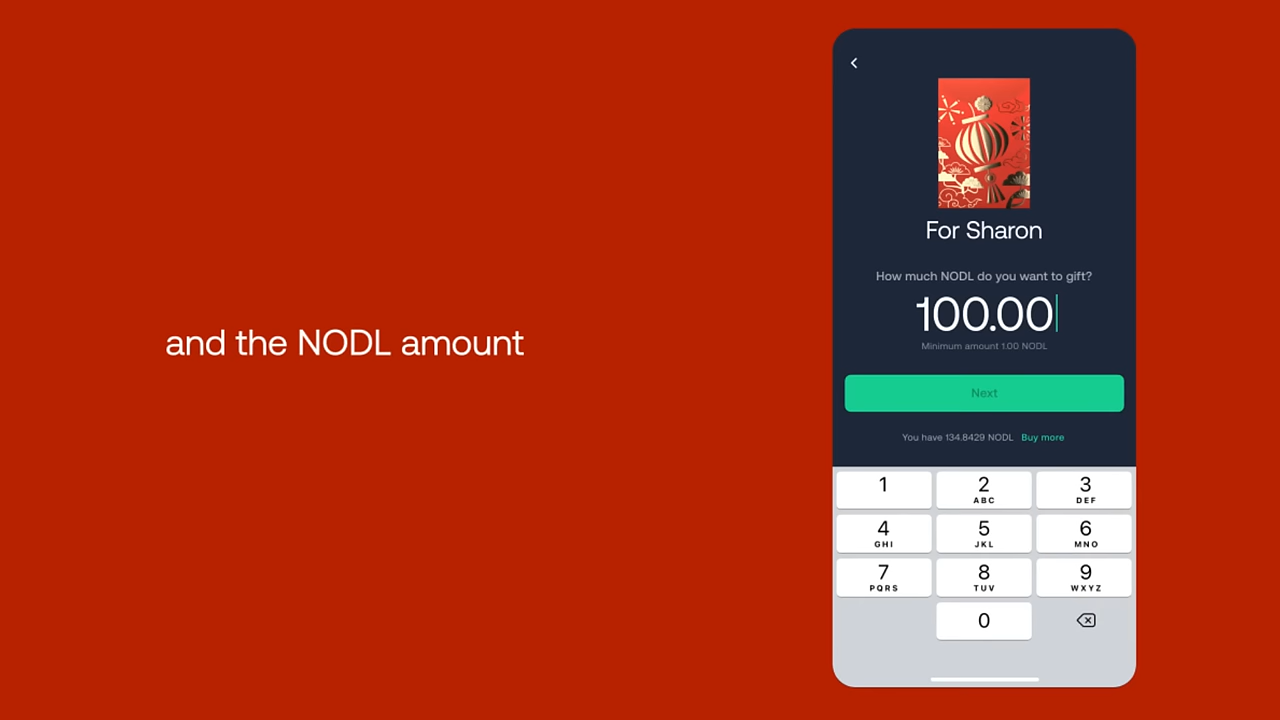 and the NODL amount
For Sharon
How much NODL do you want to gift?
100.00
Minimum amount 1.00 NODL
Next
You have 134.8429 NODL Buy more
1 2 3
ABC DEF
4 5 6
GHI JKL MNO
7 8 9
PQRS TUV WXYZ
0